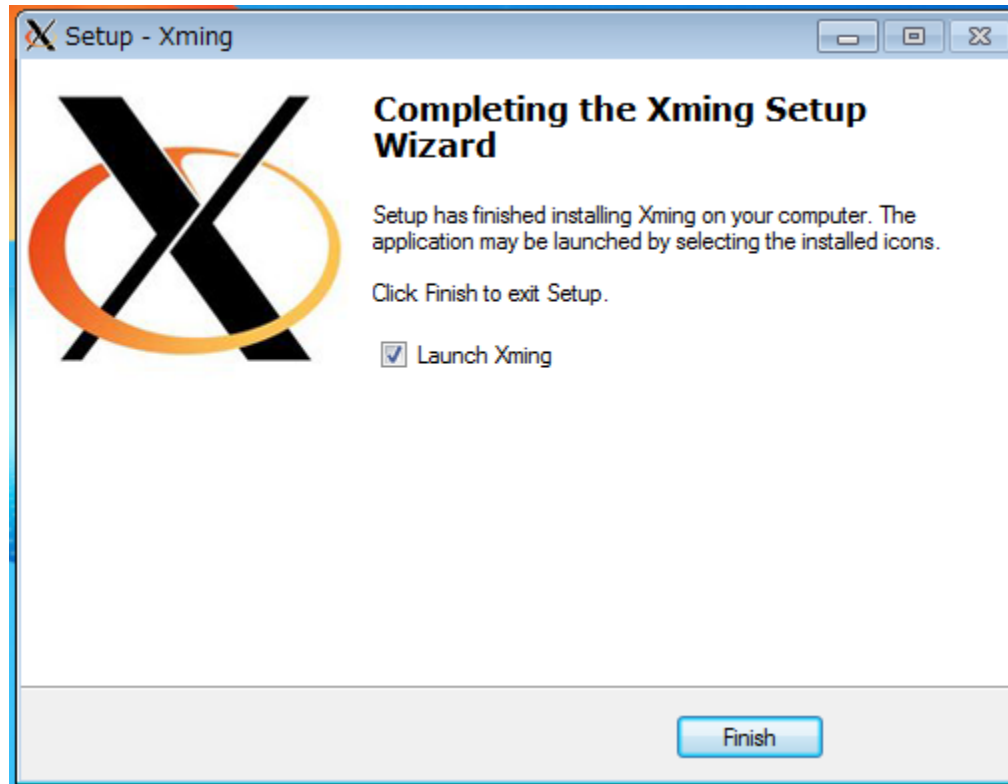 Setup - Xming
Completing the Xming Setup
Wizard
Setup has finished installing Xming on your computer. The
application may be launched by selecting the installed icons.
Click Finish to exit Setup.
Launch Xming
Finish